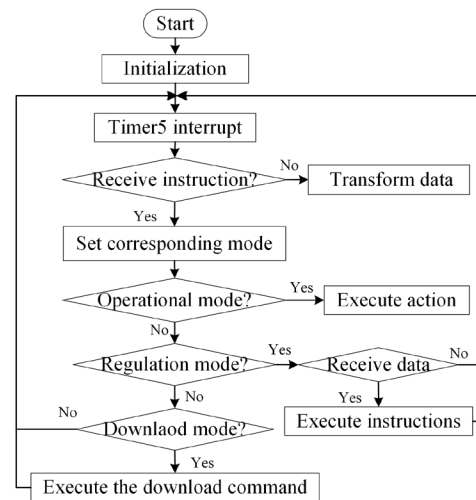 Start
Initialization
Timer5 interrupt
Receive instruction?
No
Transform data
Yes
Set corresponding mode
Operational mode?
Yes
Execute action
No
Regulation mode?
Yes
Receive data
No
No
Yes
Execute instructions
No
Downlaod mode?
Yes
Execute the download command